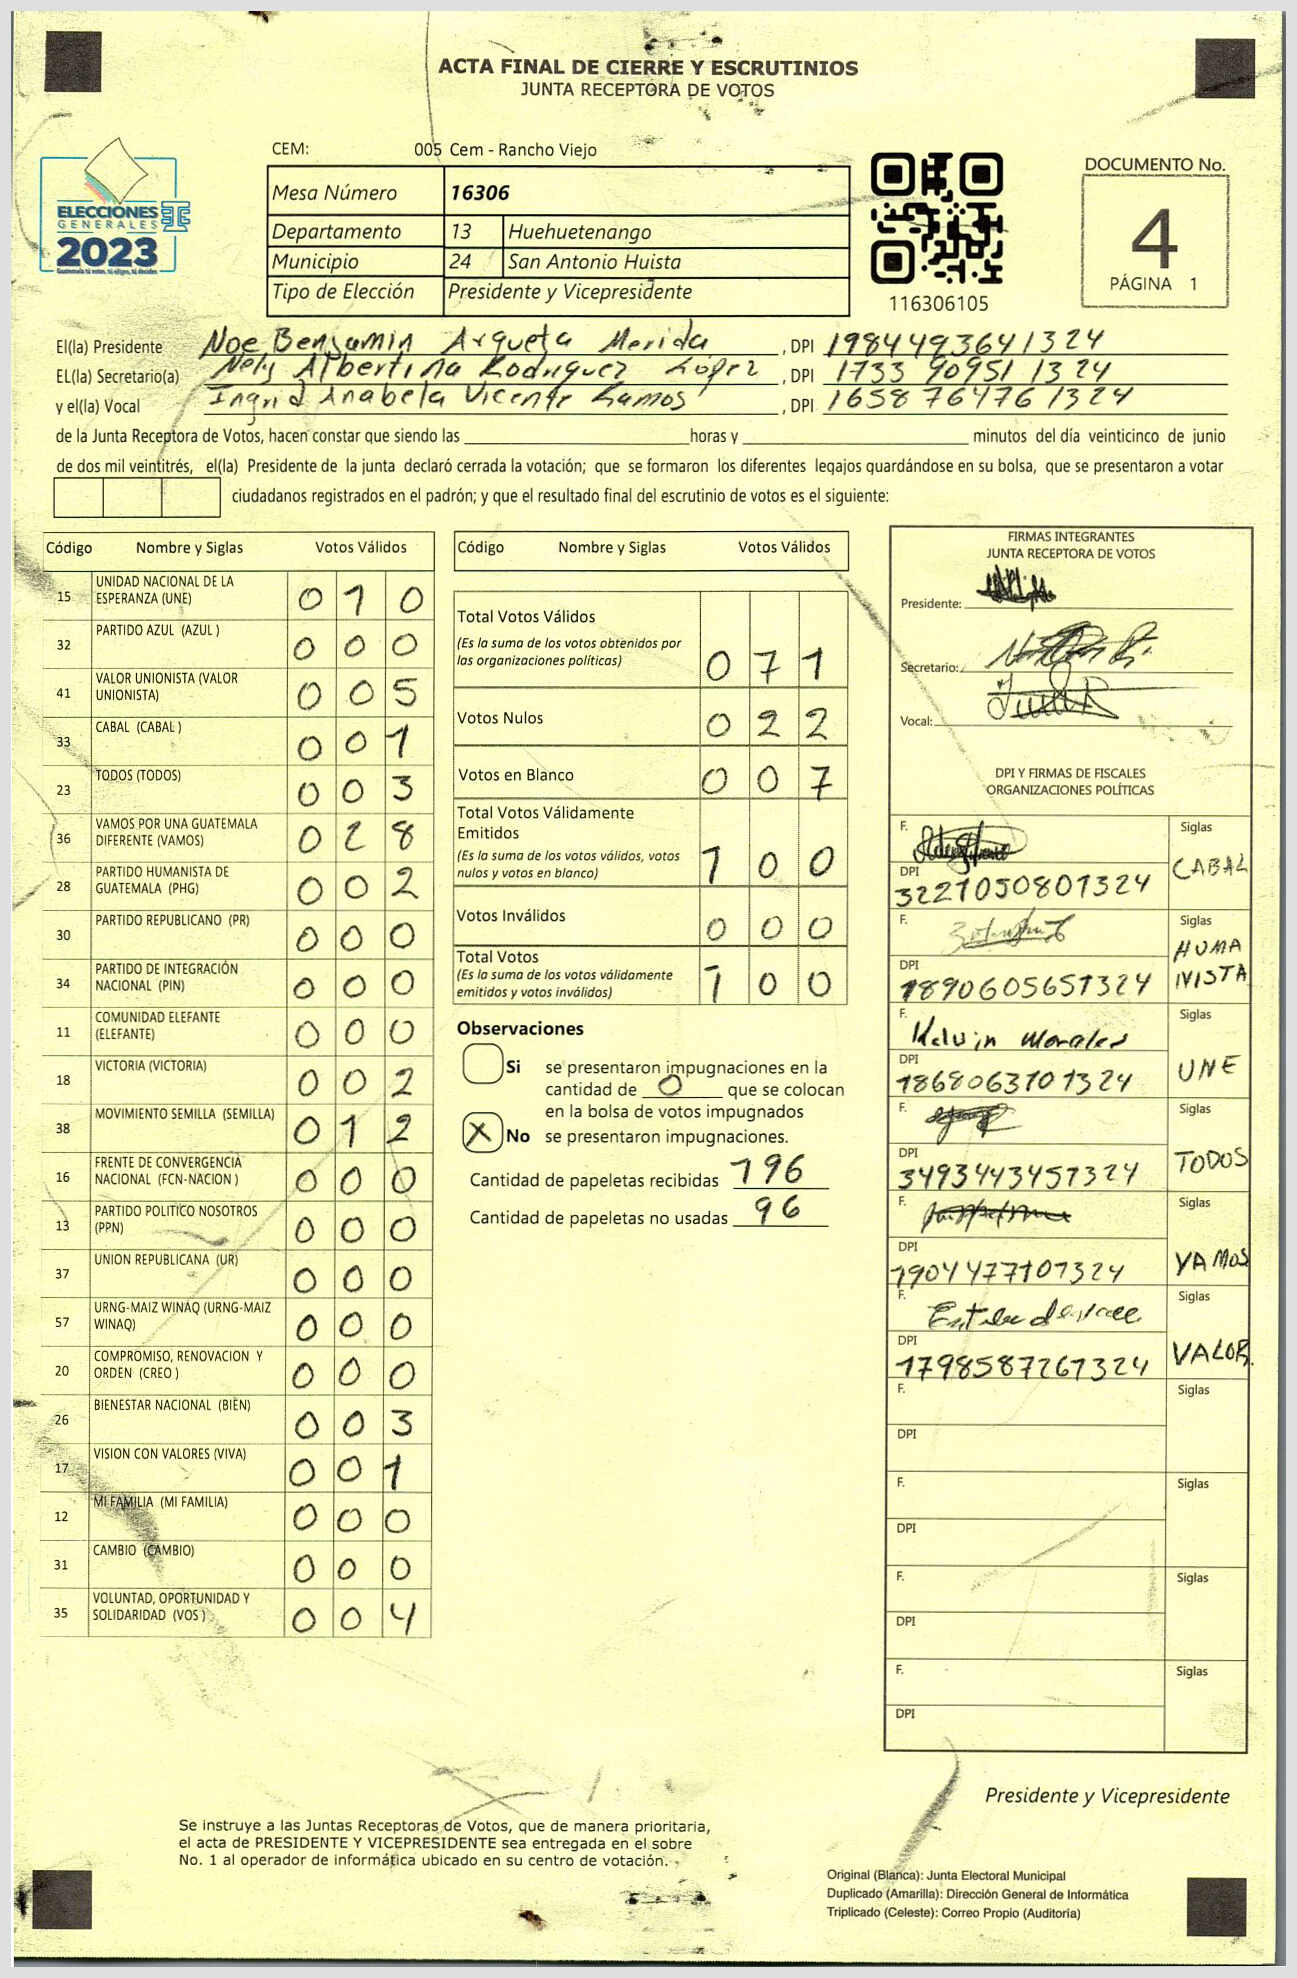 ACTA FINAL DE CIERRE Y ESCRUTINIOS
JUNTA RECEPTORA DE VOTOS
CEM: 005 Cem - Rancho Viejo
ELECCIONES
GENERALES
2023
Guatemala tú votas, tú eliges, tú decides
Mesa Número 16306
Departamento 13 Huehuetenango
Municipio 24 San Antonio Huista
Tipo de Elección Presidente y Vicepresidente
116306105
DOCUMENTO No.
4
PÁGINA 1
El(la) Presidente Noe Benjamin Argueta Merida, DPI 1984493641324
EL(la) Secretario(a) Nely Albertina Rodriguez López, DPI 1733 90951 1324
y el(la) Vocal Ingrid Anabela Vicente Ramos, DPI 1658 76476 1324
de la Junta Receptora de Votos, hacen constar que siendo las ____ horas y ____ minutos del día veinticinco de junio
de dos mil veintitrés, el(la) Presidente de la junta declaró cerrada la votación; que se formaron los diferentes legajos quardándose en su bolsa, que se presentaron a votar
ciudadanos registrados en el padrón; y que el resultado final del escrutinio de votos es el siguiente:
Código Nombre y Siglas Votos Válidos
15 UNIDAD NACIONAL DE LA ESPERANZA (UNE) 0 1 0
32 PARTIDO AZUL (AZUL ) 0 0 0
41 VALOR UNIONISTA (VALOR UNIONISTA) 0 0 5
33 CABAL (CABAL ) 0 0 1
23 TODOS (TODOS) 0 0 3
36 VAMOS POR UNA GUATEMALA DIFERENTE (VAMOS) 0 2 8
28 PARTIDO HUMANISTA DE GUATEMALA (PHG) 0 0 2
30 PARTIDO REPUBLICANO (PR) 0 0 0
34 PARTIDO DE INTEGRACIÓN NACIONAL (PIN) 0 0 0
11 COMUNIDAD ELEFANTE (ELEFANTE) 0 0 0
18 VICTORIA (VICTORIA) 0 0 2
38 MOVIMIENTO SEMILLA (SEMILLA) 0 1 2
16 FRENTE DE CONVERGENCIA NACIONAL (FCN-NACION ) 0 0 0
13 PARTIDO POLITICO NOSOTROS (PPN) 0 0 0
37 UNION REPUBLICANA (UR) 0 0 0
57 URNG-MAIZ WINAQ (URNG-MAIZ WINAQ) 0 0 0
20 COMPROMISO, RENOVACION Y ORDEN (CREO ) 0 0 0
26 BIENESTAR NACIONAL (BIEN) 0 0 3
17 VISION CON VALORES (VIVA) 0 0 1
12 MI FAMILIA (MI FAMILIA) 0 0 0
31 CAMBIO (CAMBIO) 0 0 0
35 VOLUNTAD, OPORTUNIDAD Y SOLIDARIDAD (VOS ) 0 0 4
Código Nombre y Siglas Votos Válidos
Total Votos Válidos
(Es la suma de los votos obtenidos por
las organizaciones políticas) 0 7 1
Votos Nulos 0 2 2
Votos en Blanco 0 0 7
Total Votos Válidamente
Emitidos
(Es la suma de los votos válidos, votos
nulos y votos en blanco) 1 0 0
Votos Inválidos 0 0 0
Total Votos
(Es la suma de los votos válidamente
emitidos y votos inválidos) 1 0 0
Observaciones
Si se presentaron impugnaciones en la
cantidad de 0 que se colocan
en la bolsa de votos impugnados
X No se presentaron impugnaciones.
Cantidad de papeletas recibidas 196
Cantidad de papeletas no usadas 96
FIRMAS INTEGRANTES
JUNTA RECEPTORA DE VOTOS
Presidente:
Secretario:
Vocal:
DPI Y FIRMAS DE FISCALES
ORGANIZACIONES POLÍTICAS
F. Siglas CABAL
DPI 3221050801324
F. Siglas HUMANISTA
DPI 1890605651324
F. Kelvin Morales Siglas UNE
DPI 1868063101324
F. Siglas TODOS
DPI 3493443451324
F. Siglas VAMOS
DPI 1904477101324
F. Siglas VALOR.
DPI 1798587261324
F. Siglas
DPI
F. Siglas
DPI
F. Siglas
DPI
F. Siglas
DPI
Presidente y Vicepresidente
Se instruye a las Juntas Receptoras de Votos, que de manera prioritaria,
el acta de PRESIDENTE Y VICEPRESIDENTE sea entregada en el sobre
No. 1 al operador de informática ubicado en su centro de votación.
Original (Blanca): Junta Electoral Municipal
Duplicado (Amarilla): Dirección General de Informática
Triplicado (Celeste): Correo Propio (Auditoría)